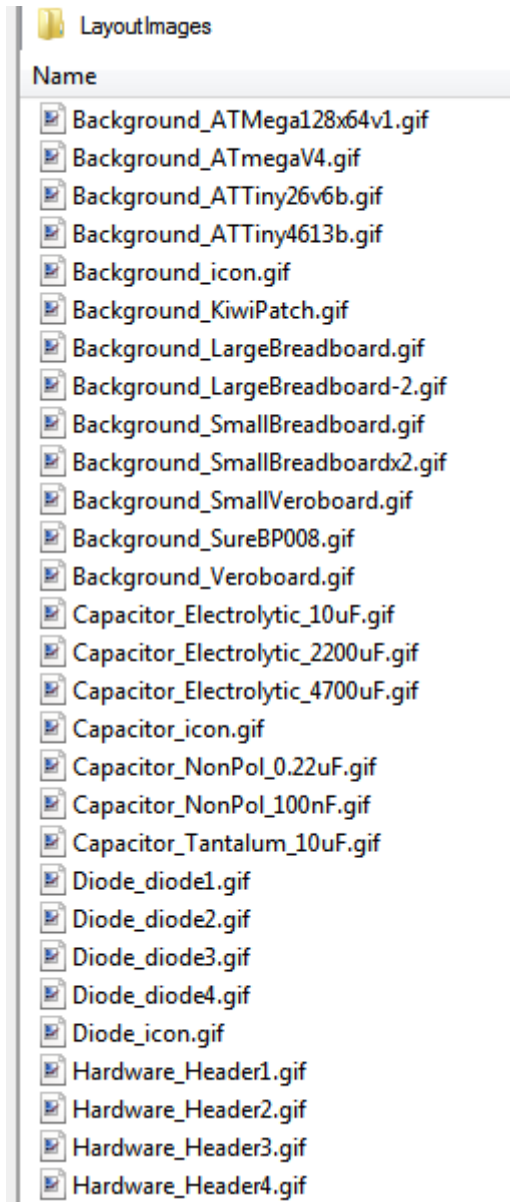 LayoutImages
Name
Background_ATMega128x64v1.gif
Background_ATmegaV4.gif
Background_ATTiny26v6b.gif
Background_ATTiny4613b.gif
Background_icon.gif
Background_KiwiPatch.gif
Background_LargeBreadboard.gif
Background_LargeBreadboard-2.gif
Background_SmallBreadboard.gif
Background_SmallBreadboardx2.gif
Background_SmallVeroboard.gif
Background_SureBP008.gif
Background_Veroboard.gif
Capacitor_Electrolytic_10uF.gif
Capacitor_Electrolytic_2200uF.gif
Capacitor_Electrolytic_4700uF.gif
Capacitor_icon.gif
Capacitor_NonPol_0.22uF.gif
Capacitor_NonPol_100nF.gif
Capacitor_Tantalum_10uF.gif
Diode_diode1.gif
Diode_diode2.gif
Diode_diode3.gif
Diode_diode4.gif
Diode_icon.gif
Hardware_Header1.gif
Hardware_Header2.gif
Hardware_Header3.gif
Hardware_Header4.gif